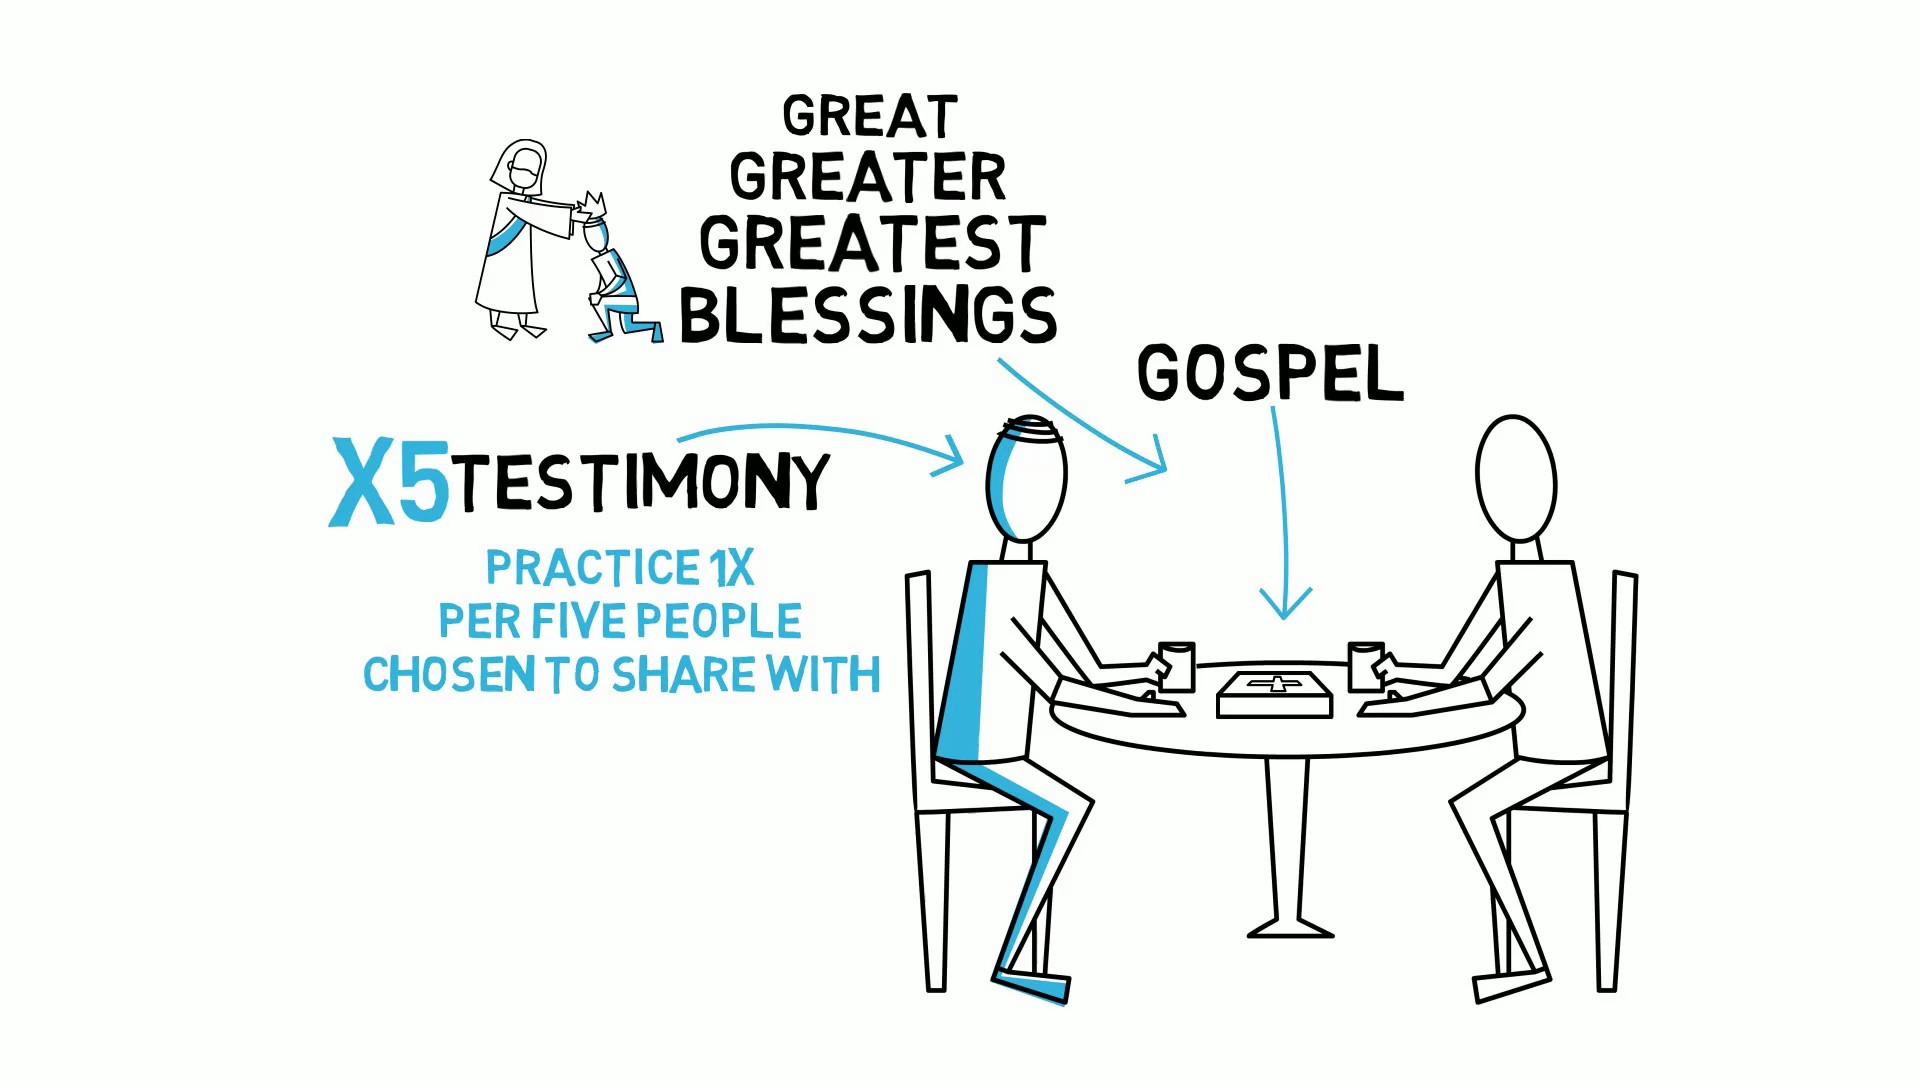 GREAT
GREATER
GREATEST
BLESSINGS
GOSPEL
X5 TESTIMONY
PRACTICE 1X
PER FIVE PEOPLE
CHOSEN TO SHARE WITH